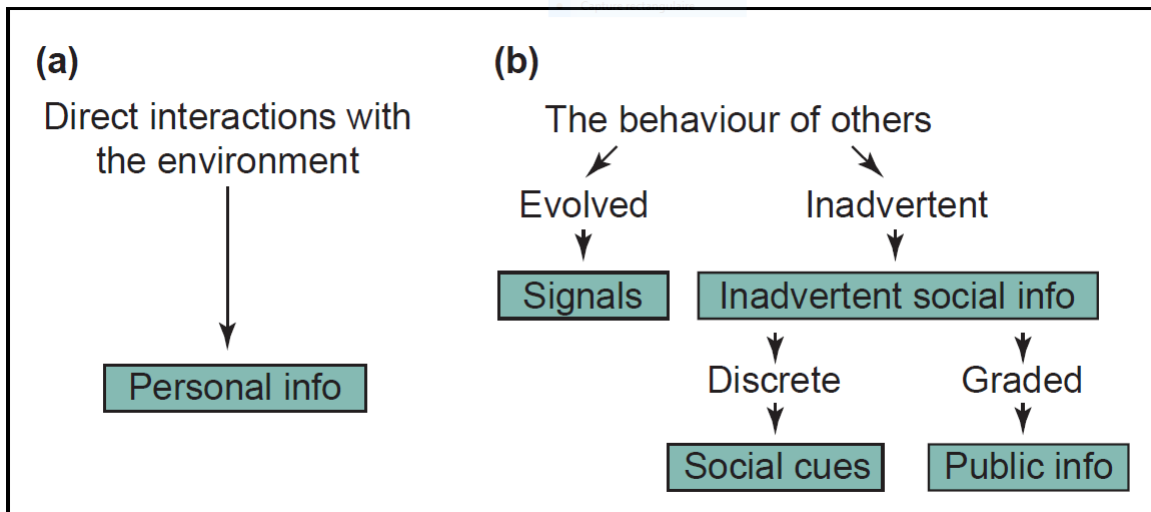 (a)
Direct interactions with
the environment
Personal info
(b)
The behaviour of others
Evolved
Inadvertent
Signals
Inadvertent social info
Discrete
Graded
Social cues
Public info